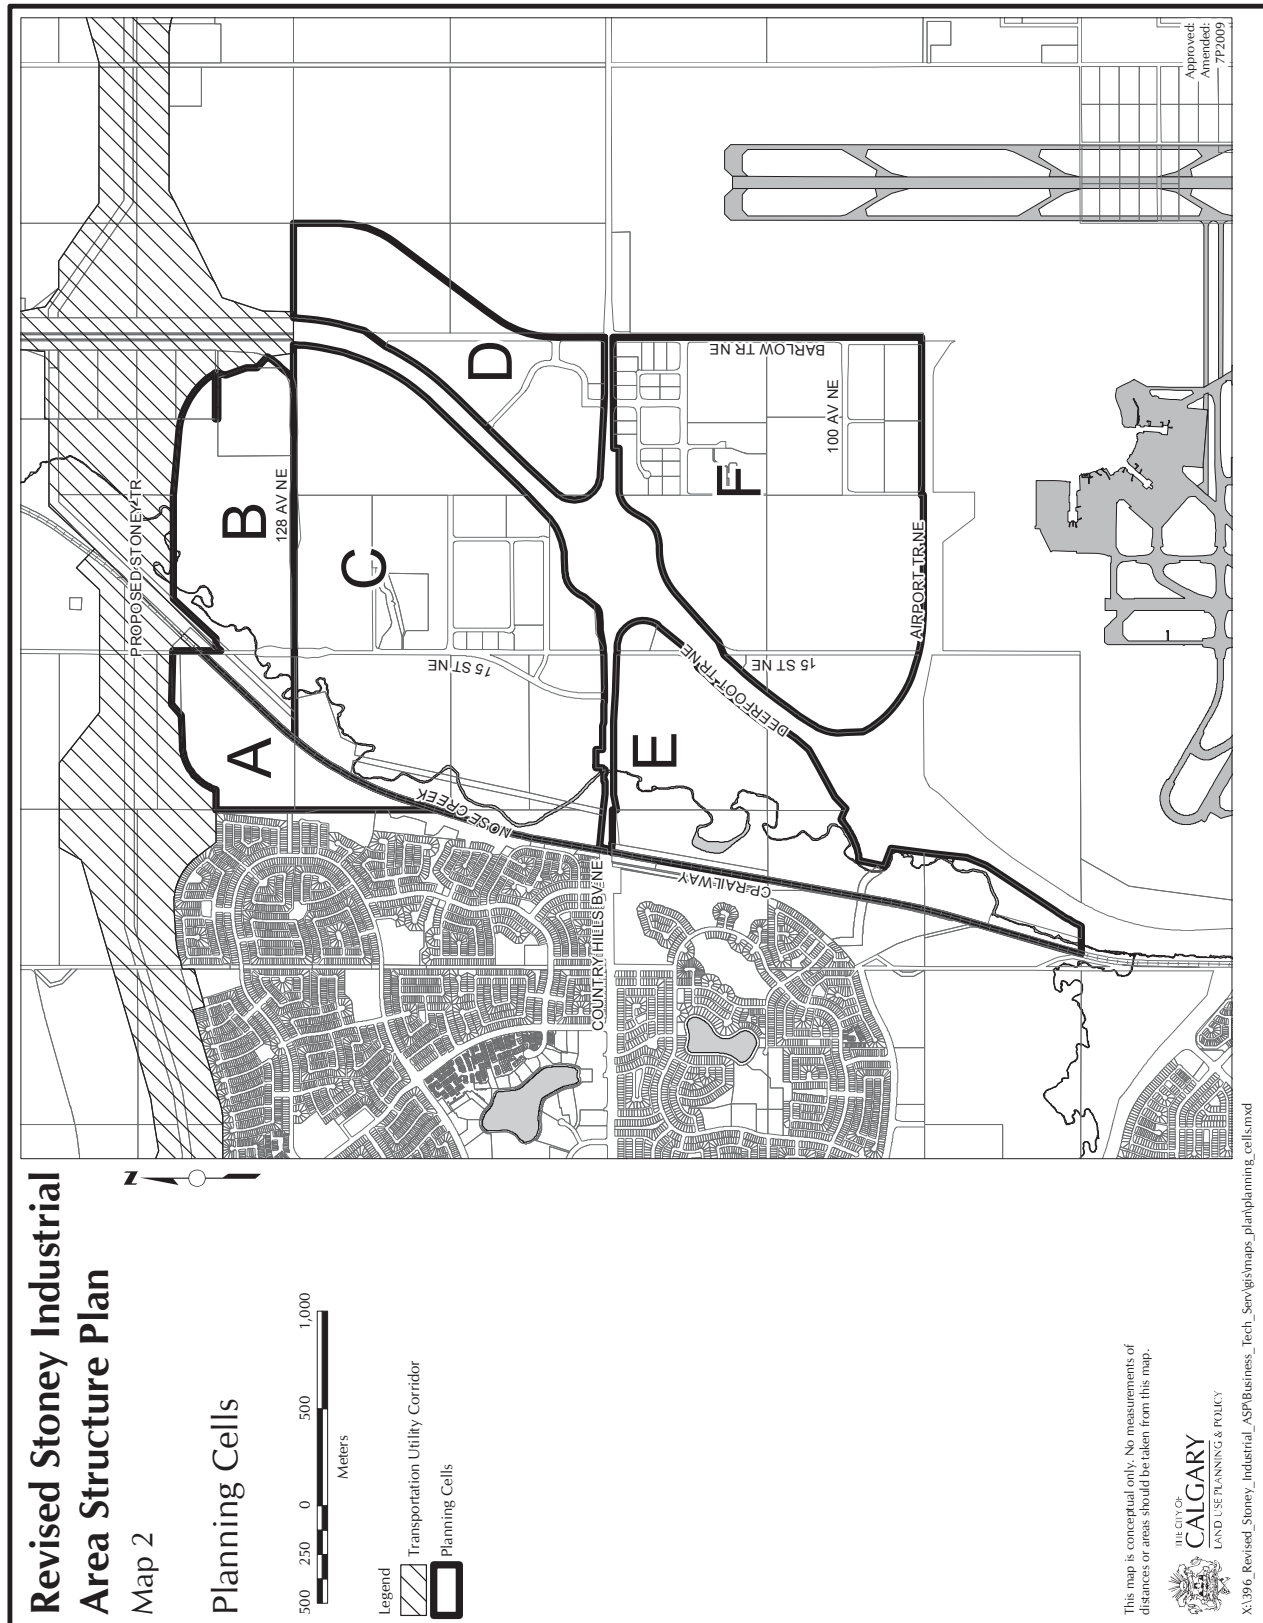 Revised Stoney Industrial
Area Structure Plan
Map 2
Planning Cells
N
500 250 0 500 1,000
Meters
Legend
Transportation Utility Corridor
Planning Cells
This map is conceptual only. No measurements of
distances or areas should be taken from this map.
THE CITY OF
CALGARY
LAND USE PLANNING & POLICY
X:\396_Revised_Stoney_Industrial_ASP\Business_Tech_Serv\gis\maps_plan\planning_cells.mxd
PROPOSED STONEY TR
A
B
128 AV NE
C
15 ST NE
NOSE CREEK
D
COUNTRY HILLS BV NE
E
CP RAILWAY
DEERFOOT TR NE
15 ST NE
F
BARLOW TR NE
100 AV NE
AIRPORT TR NE
Approved:
Amended:
7P2009